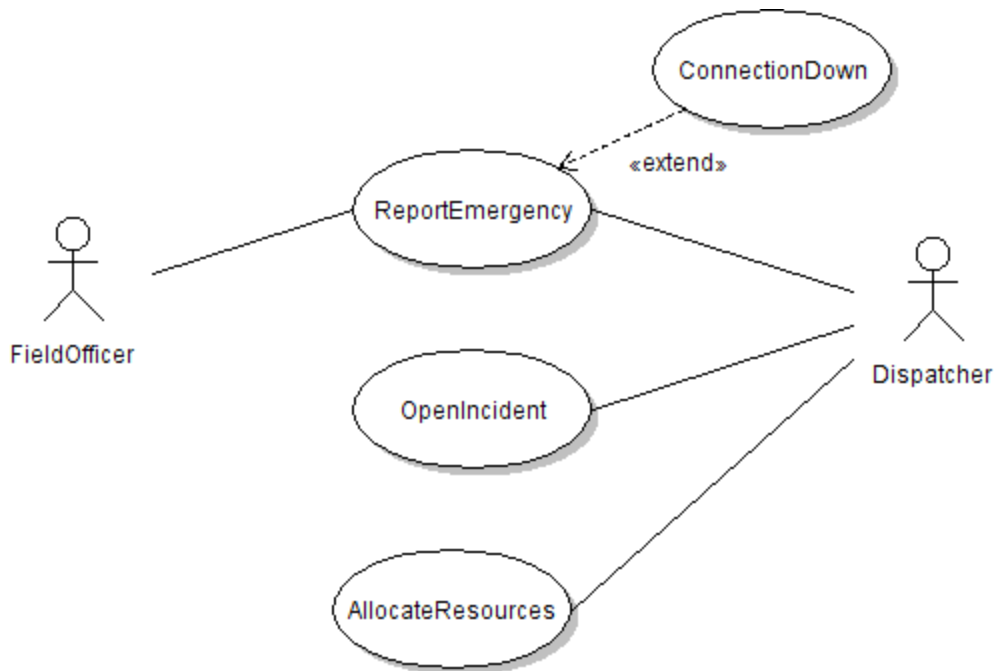 ConnectionDown
«extend»
ReportEmergency
FieldOfficer
Dispatcher
OpenIncident
AllocateResources